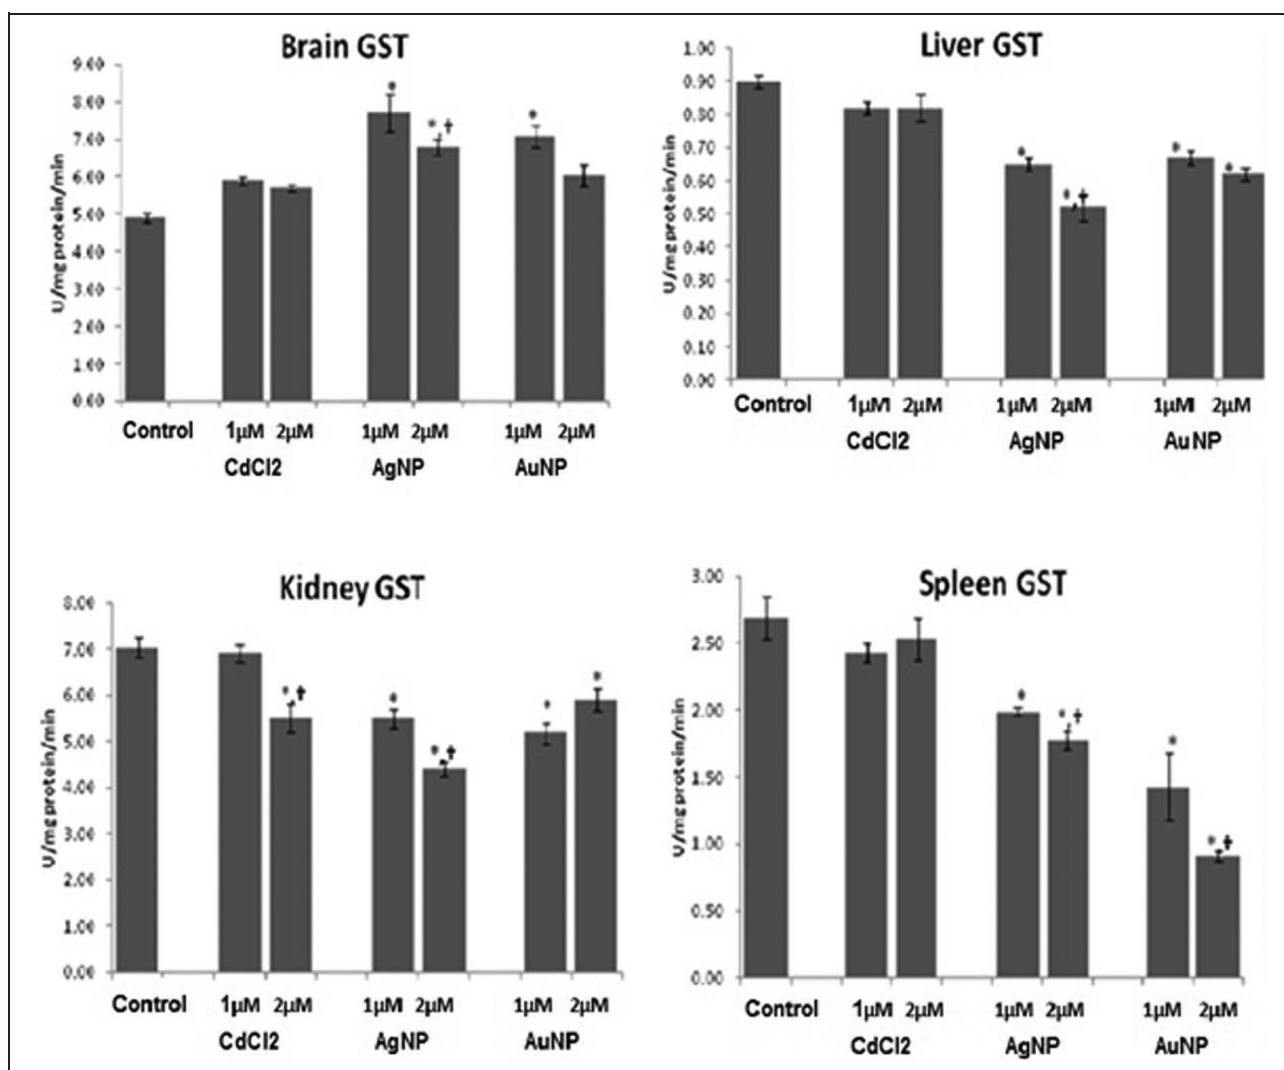 Brain GST
U/mg protein/min
9.00
8.00
7.00
6.00
5.00
4.00
3.00
2.00
1.00
0.00
* *,† *
Control 1μM 2μM 1μM 2μM 1μM 2μM
CdCl2 AgNP AuNP
Liver GST
U/mg protein/min
1.00
0.90
0.80
0.70
0.60
0.50
0.40
0.30
0.20
0.10
0.00
* *,† * *
Control 1μM 2μM 1μM 2μM 1μM 2μM
CdCl2 AgNP AuNP
Kidney GST
U/mg protein/min
8.00
7.00
6.00
5.00
4.00
3.00
2.00
1.00
0.00
*,† * *,† * *
Control 1μM 2μM 1μM 2μM 1μM 2μM
CdCl2 AgNP AuNP
Spleen GST
U/mg protein/min
3.00
2.50
2.00
1.50
1.00
0.50
0.00
* *,† * *,†
Control 1μM 2μM 1μM 2μM 1μM 2μM
CdCl2 AgNP AuNP